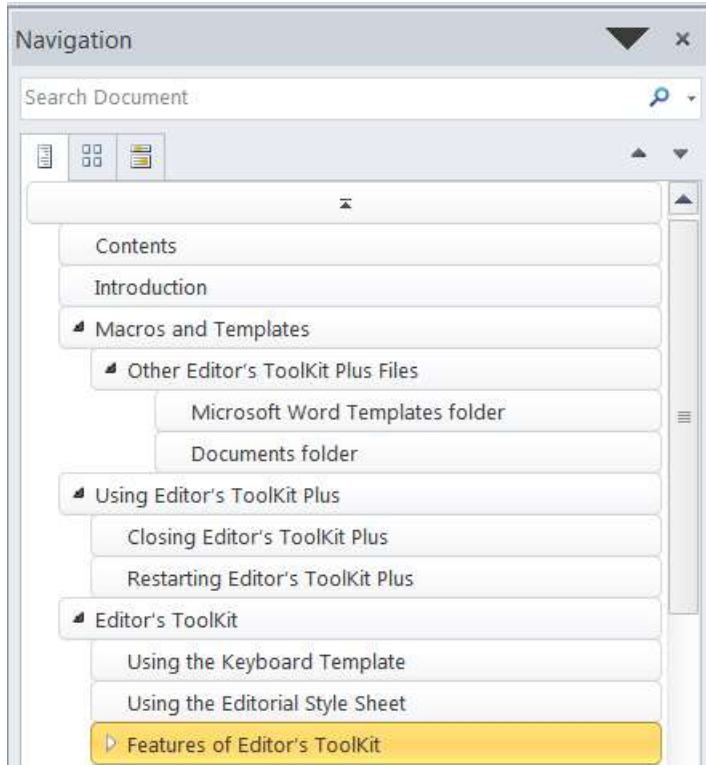 Navigation
Search Document
Contents
Introduction
Macros and Templates
Other Editor's ToolKit Plus Files
Microsoft Word Templates folder
Documents folder
Using Editor's ToolKit Plus
Closing Editor's ToolKit Plus
Restarting Editor's ToolKit Plus
Editor's ToolKit
Using the Keyboard Template
Using the Editorial Style Sheet
Features of Editor's ToolKit